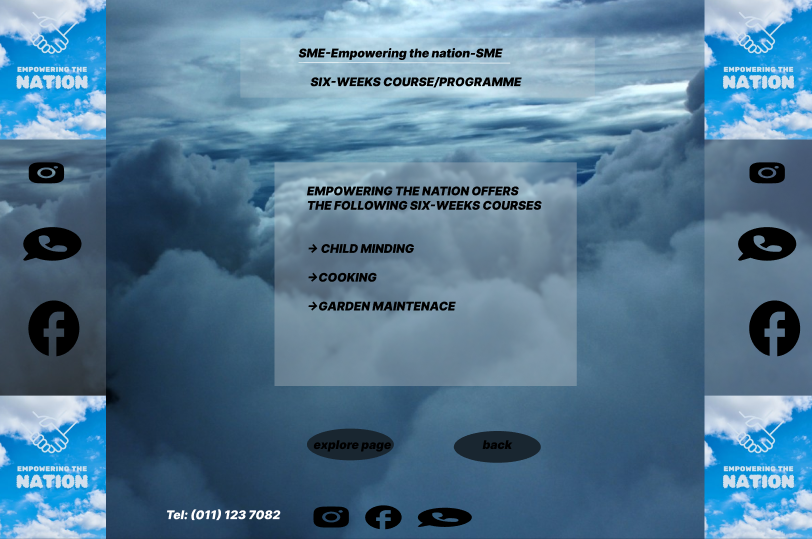 EMPOWERING THE
NATION
EMPOWERING THE
NATION
SME-Empowering the nation-SME
SIX-WEEKS COURSE/PROGRAMME
EMPOWERING THE NATION OFFERS
THE FOLLOWING SIX-WEEKS COURSES
→ CHILD MINDING
→COOKING
→GARDEN MAINTENACE
explore page
back
EMPOWERING THE
NATION
EMPOWERING THE
NATION
Tel: (011) 123 7082